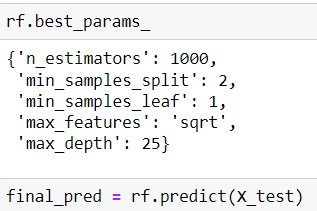 rf.best_params_
{'n_estimators': 1000,
 'min_samples_split': 2,
 'min_samples_leaf': 1,
 'max_features': 'sqrt',
 'max_depth': 25}
final_pred = rf.predict(X_test)